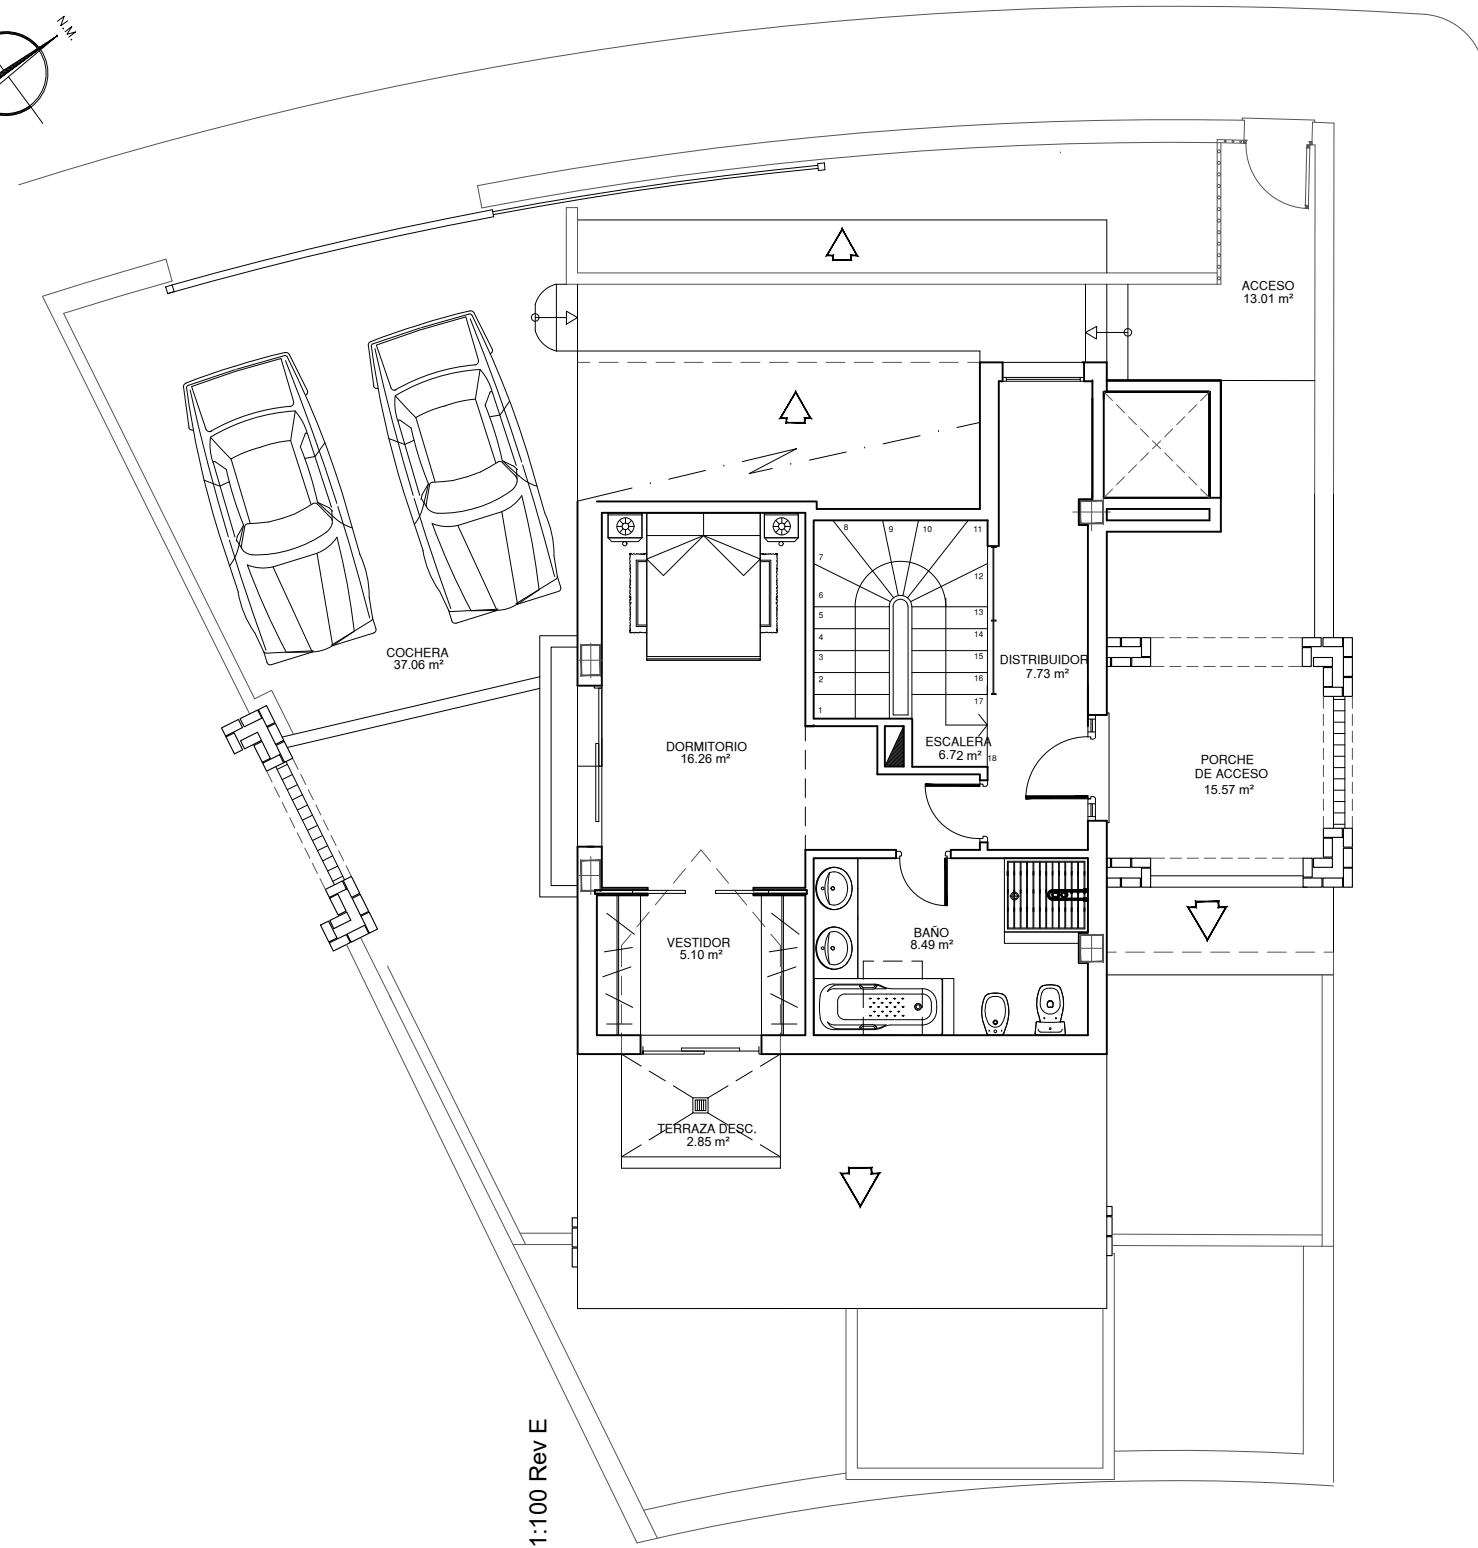 N.M.
ACCESO
13.01 m²
COCHERA
37.06 m²
8
9
10
11
7
12
6
13
5
14
4
15
3
16
2
17
1
18
DISTRIBUIDOR
7.73 m²
ESCALERA
6.72 m²
DORMITORIO
16.26 m²
PORCHE
DE ACCESO
15.57 m²
VESTIDOR
5.10 m²
BAÑO
8.49 m²
TERRAZA DESC.
2.85 m²
1:100 Rev E